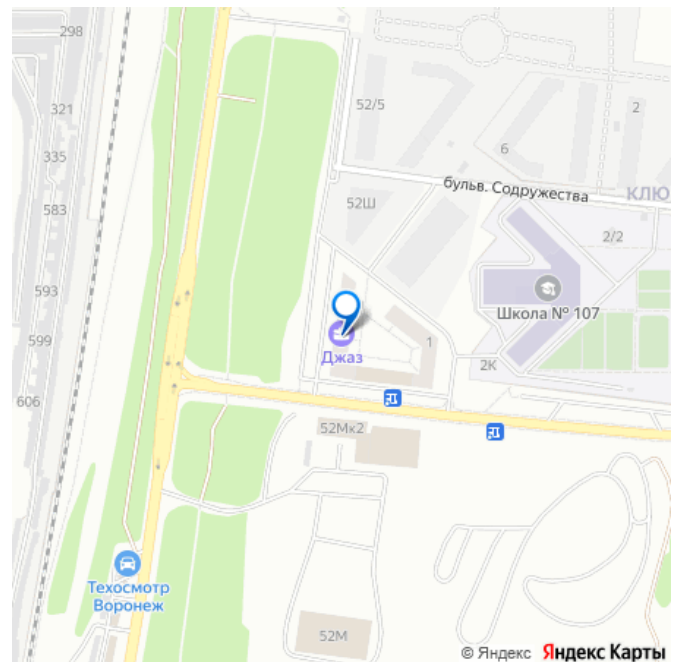 298
52/5
2
321
6
335
бульв. Содружества
КЛЮ
583
52Ш
2/2
593
Школа № 107
599
Джаз
1
2К
606
52Мк2
Техосмотр
Воронеж
52М
© Яндекс Яндекс Карты